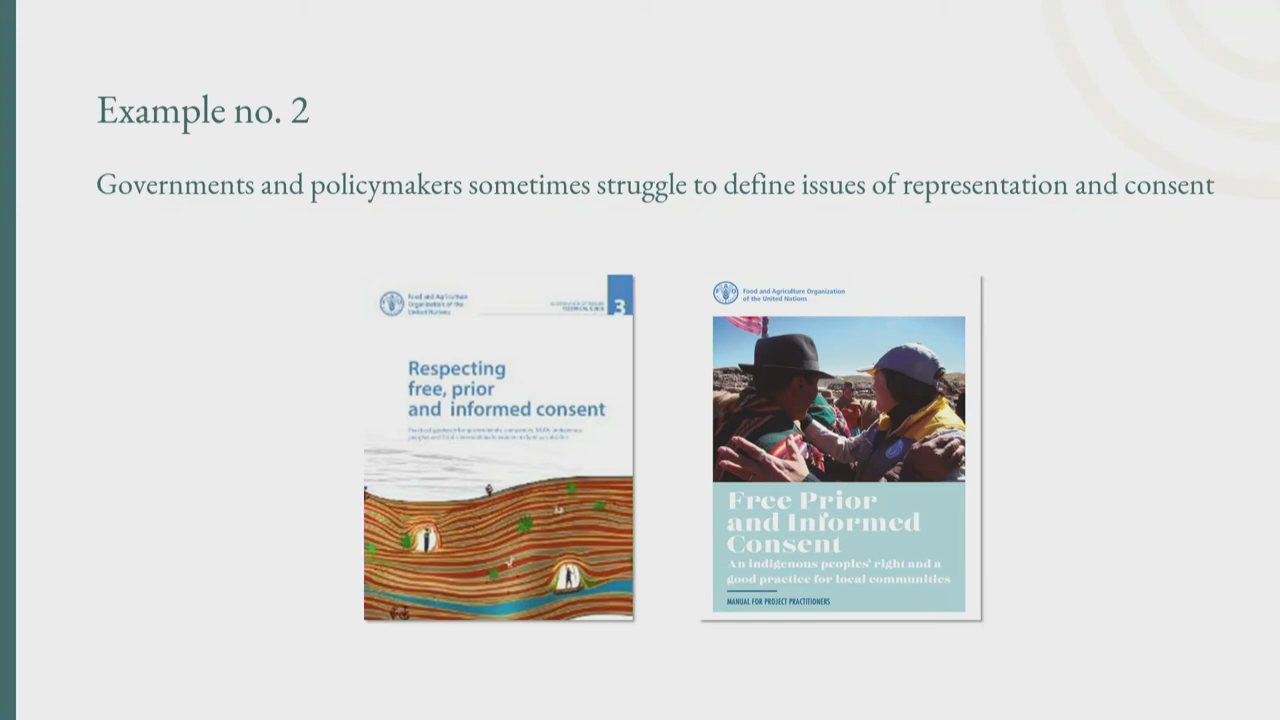 Example no. 2
Governments and policymakers sometimes struggle to define issues of representation and consent
Food and Agriculture
Organization of the
United Nations
3
Respecting
free, prior
and informed consent
Food and Agriculture Organization
of the United Nations
Free Prior
and Informed
Consent
An indigenous peoples' right and a
good practice for local communities
MANUAL FOR PROJECT PRACTITIONERS